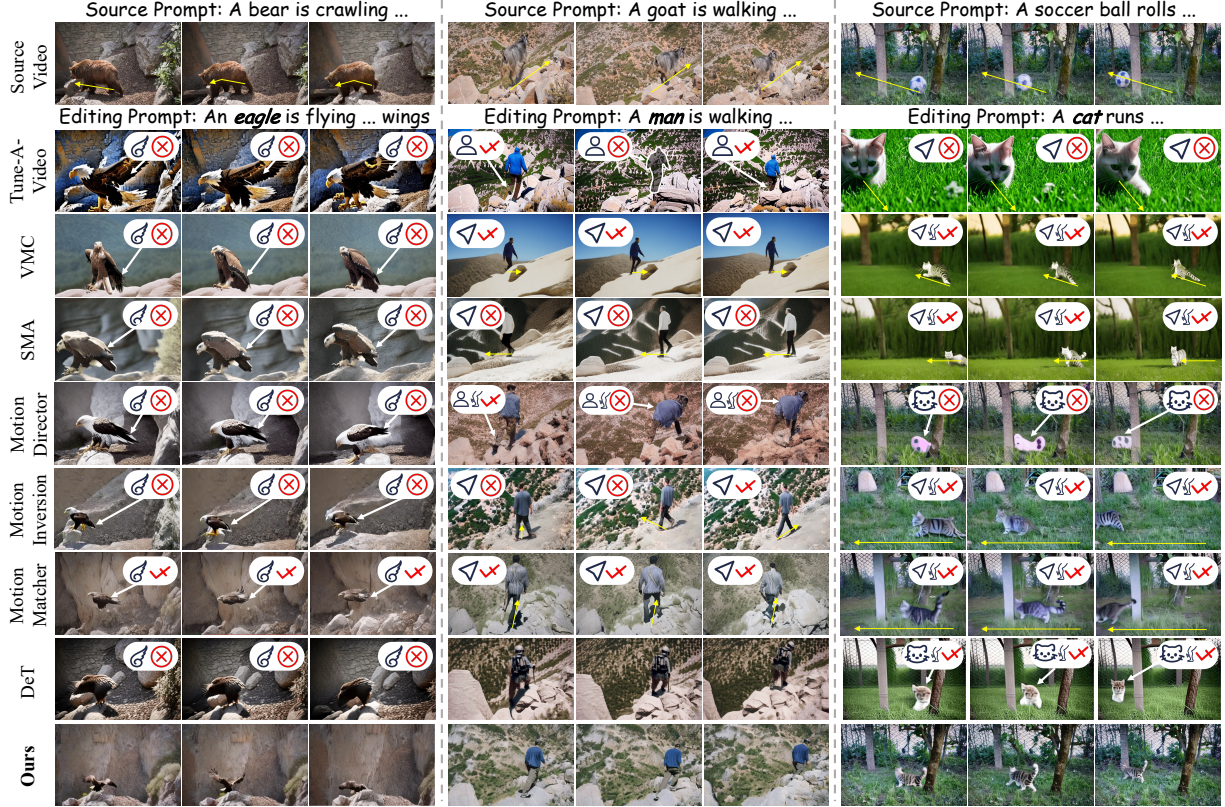 Source Prompt: A bear is crawling ...
Source Prompt: A goat is walking ...
Source Prompt: A soccer ball rolls ...
Source
Video
Editing Prompt: An eagle is flying ... wings
Editing Prompt: A man is walking ...
Editing Prompt: A cat runs ...
Tune-A-
Video
VMC
SMA
Motion
Director
Motion
Inversion
Motion
Matcher
DeT
Ours